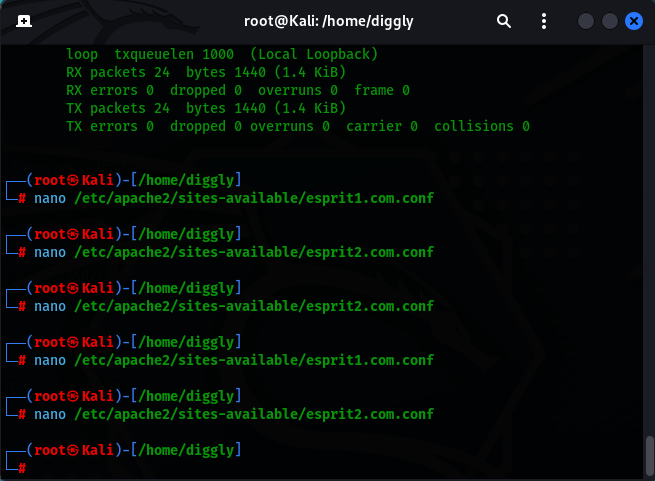 root@Kali: /home/diggly
loop  txqueuelen 1000  (Local Loopback)
RX packets 24  bytes 1440 (1.4 KiB)
RX errors 0  dropped 0  overruns 0  frame 0
TX packets 24  bytes 1440 (1.4 KiB)
TX errors 0  dropped 0 overruns 0  carrier 0  collisions 0
┌──(root㉿Kali)-[/home/diggly]
└─# nano /etc/apache2/sites-available/esprit1.com.conf
┌──(root㉿Kali)-[/home/diggly]
└─# nano /etc/apache2/sites-available/esprit2.com.conf
┌──(root㉿Kali)-[/home/diggly]
└─# nano /etc/apache2/sites-available/esprit2.com.conf
┌──(root㉿Kali)-[/home/diggly]
└─# nano /etc/apache2/sites-available/esprit1.com.conf
┌──(root㉿Kali)-[/home/diggly]
└─# nano /etc/apache2/sites-available/esprit2.com.conf
┌──(root㉿Kali)-[/home/diggly]
└─#